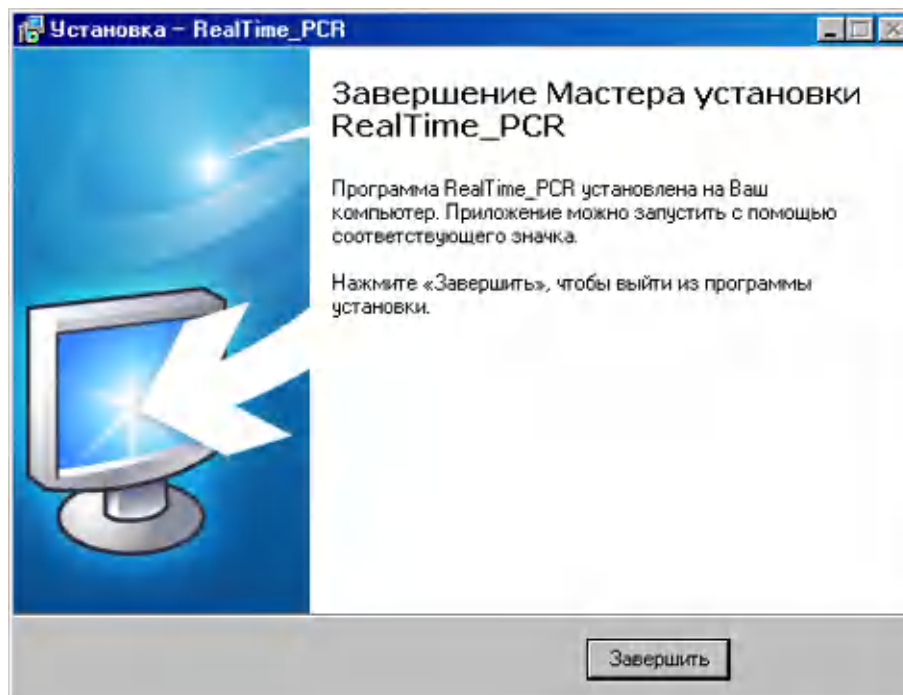 Установка – RealTime_PCR
Завершение Мастера установки
RealTime_PCR
Программа RealTime_PCR установлена на Ваш
компьютер. Приложение можно запустить с помощью
соответствующего значка.
Нажмите «Завершить», чтобы выйти из программы
установки.
Завершить